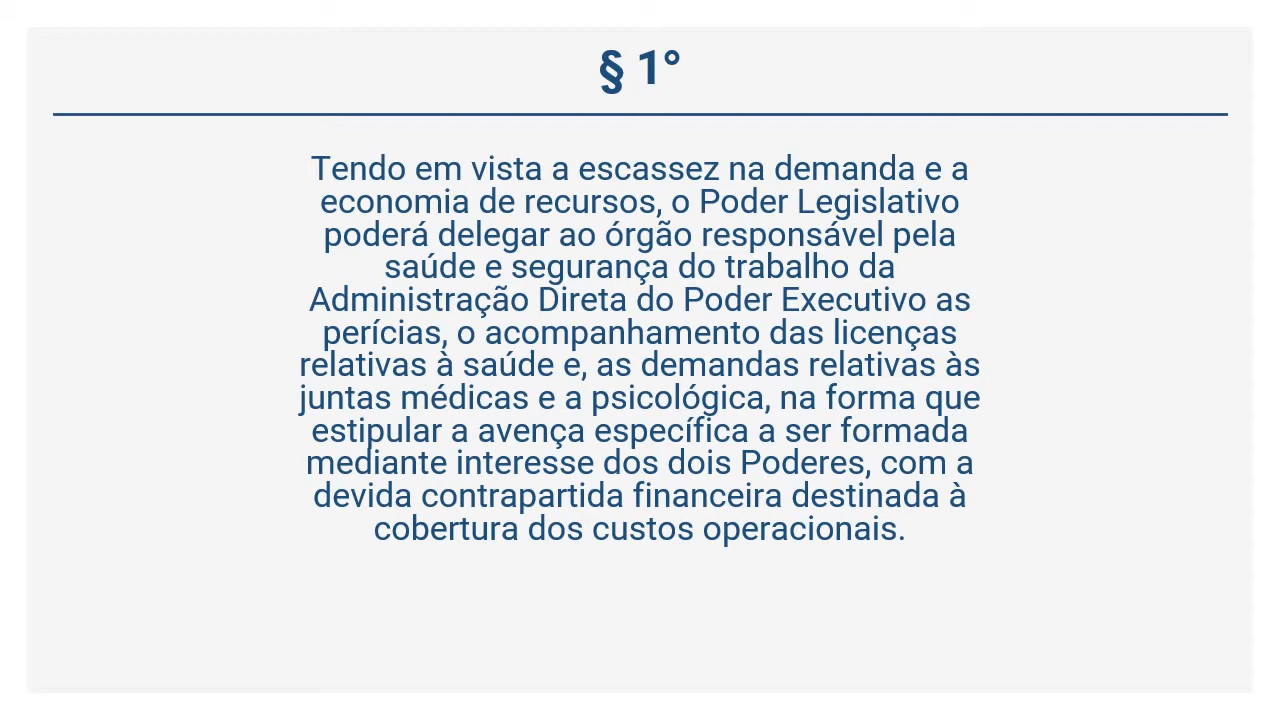 § 1°
Tendo em vista a escassez na demanda e a
economia de recursos, o Poder Legislativo
poderá delegar ao órgão responsável pela
saúde e segurança do trabalho da
Administração Direta do Poder Executivo as
perícias, o acompanhamento das licenças
relativas à saúde e, as demandas relativas às
juntas médicas e a psicológica, na forma que
estipular a avença específica a ser formada
mediante interesse dos dois Poderes, com a
devida contrapartida financeira destinada à
cobertura dos custos operacionais.